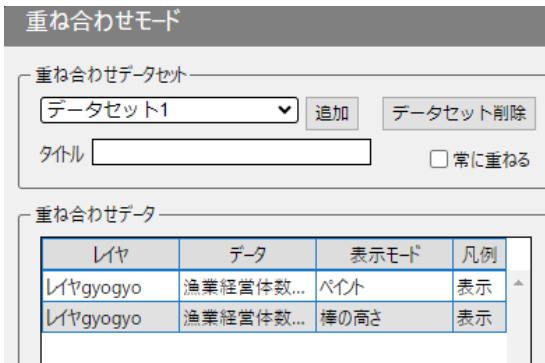 重ね合わせモード
重ね合わせデータセット
データセット1 追加 データセット削除
タイトル 常に重ねる
重ね合わせデータ
レイヤ データ 表示モード 凡例
レイヤgyogyo 漁業経営体数... ペイント 表示
レイヤgyogyo 漁業経営体数... 棒の高さ 表示